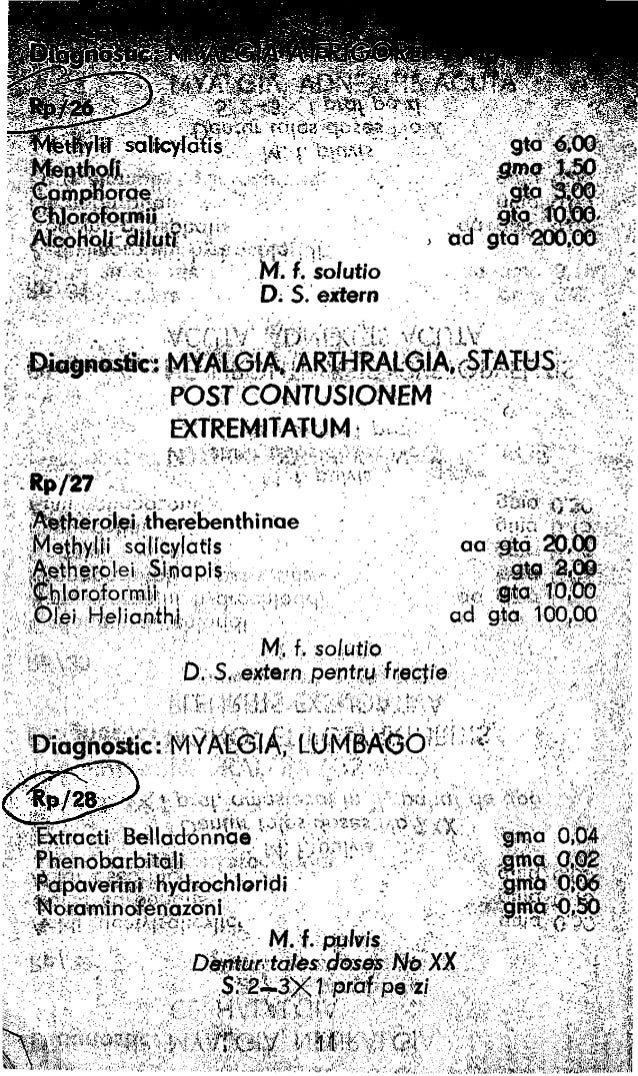 Diagnostic: MYALGIA A FRIGORE
Rp/26
Methylii salicylatis gta 6,00
Mentholi gma 1,50
Camphorae gta 3,00
Chloroformii gta 10,00
Alcoholi diluti ad gta 200,00
M. f. solutio
D. S. extern
Diagnostic: MYALGIA, ARTHRALGIA, STATUS
POST CONTUSIONEM
EXTREMITATUM
Rp/27
Aetherolei therebenthinae
Methylii salicylatis aa gta 20,00
Aetherolei Sinapis gta 2,00
Chloroformii gta 10,00
Olei Helianthi ad gta 100,00
M. f. solutio
D. S. extern pentru frecție
Diagnostic: MYALGIA, LUMBAGO
Rp/28
Extracti Belladonnae gma 0,04
Phenobarbitali gma 0,02
Papaverini hydrochloridi gma 0,06
Noraminofenazoni gma 0,50
M. f. pulvis
Dentur tales doses No XX
S. 2—3X1 praf pe zi
11